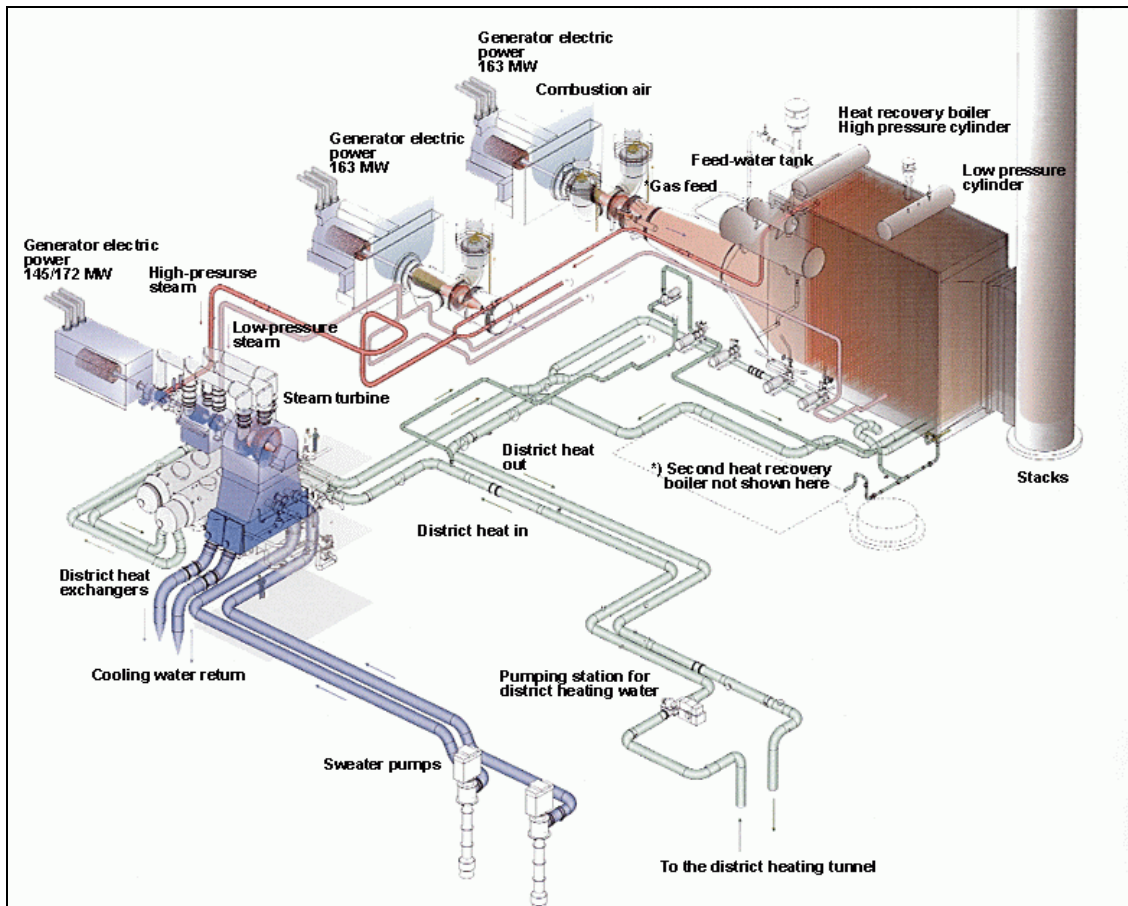 Generator electric
power
163 MW
Combustion air
Generator electric
power
163 MW
Heat recovery boiler
High pressure cylinder
Feed-water tank
Low pressure
cylinder
*Gas feed
Generator electric
power
145/172 MW
High-presurse
steam
Low-pressure
steam
Steam turbine
District heat
out
*) Second heat recovery
boiler not shown here
Stacks
District heat in
District heat
exchangers
Cooling water return
Pumping station for
district heating water
Sweater pumps
To the district heating tunnel